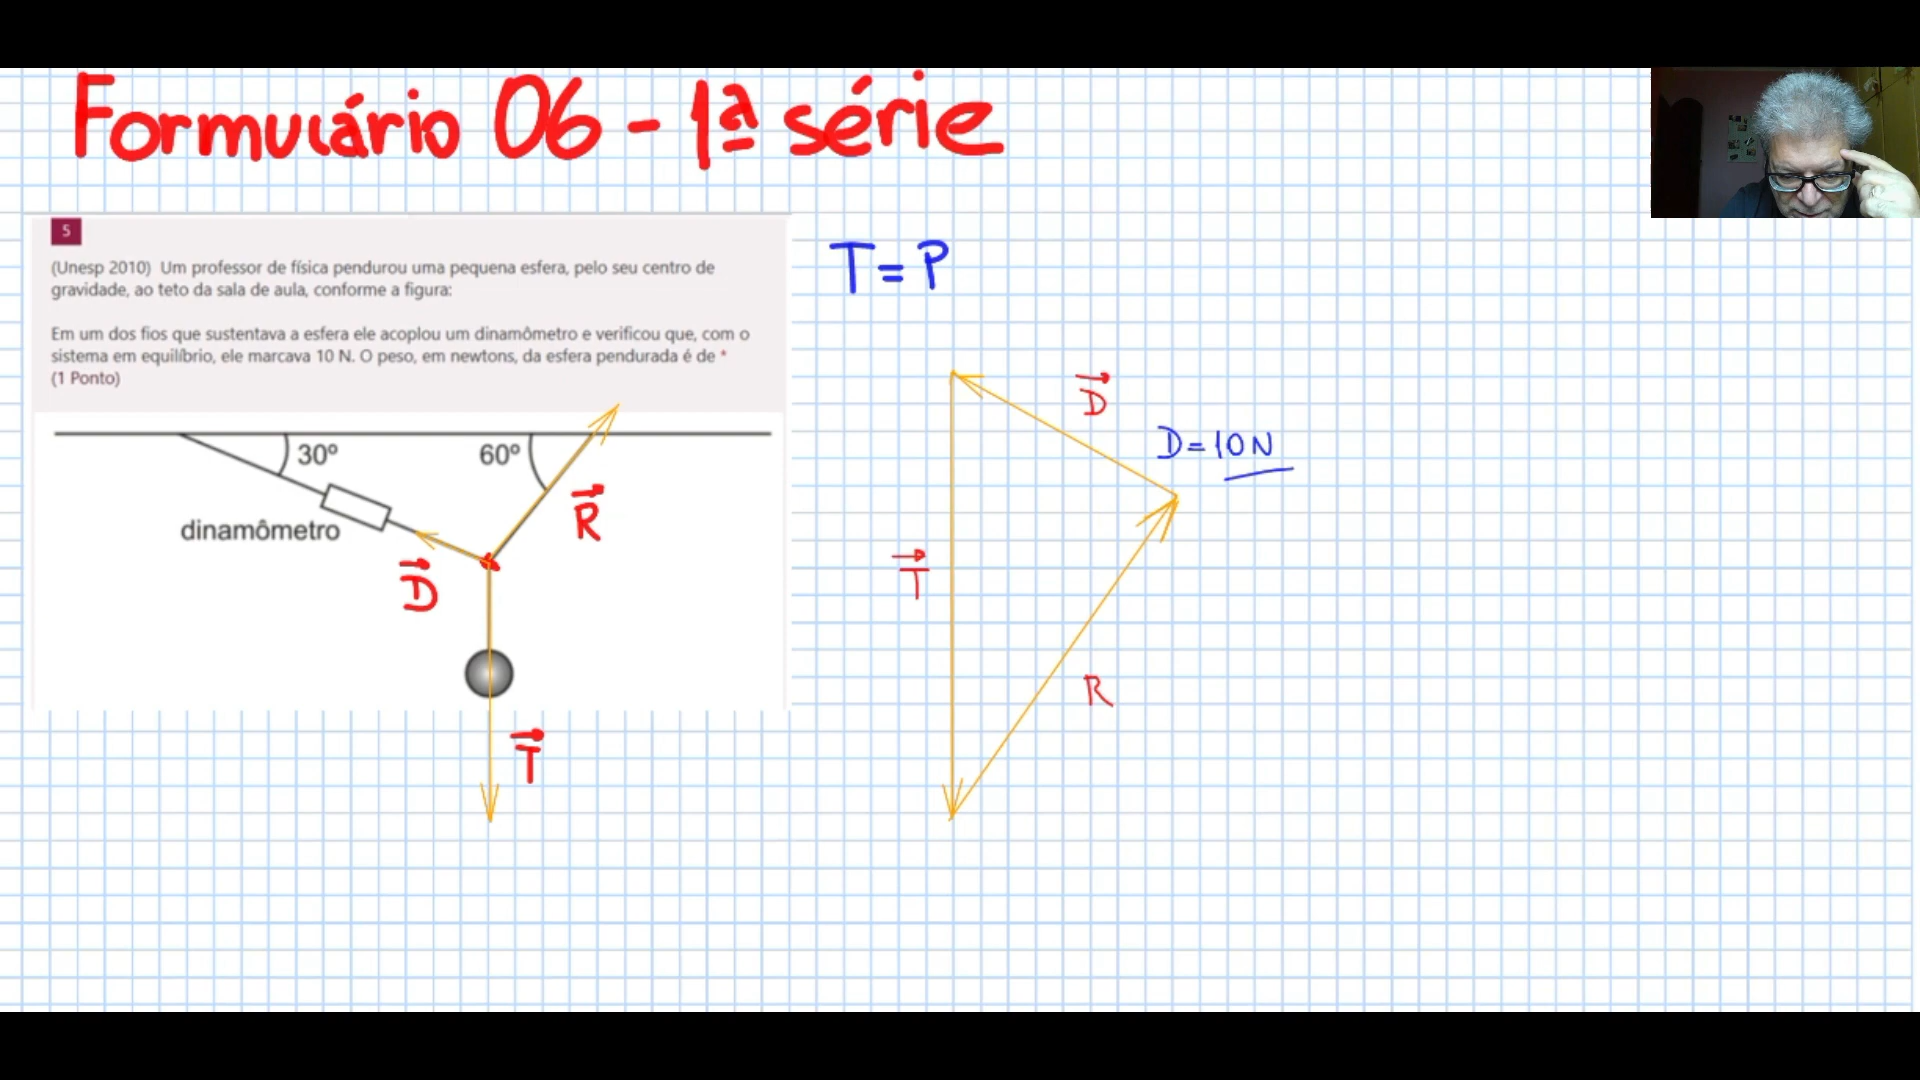 Formulário 06 - 1ª série
5
(Unesp 2010) Um professor de física pendurou uma pequena esfera, pelo seu centro de
gravidade, ao teto da sala de aula, conforme a figura:
Em um dos fios que sustentava a esfera ele acoplou um dinamômetro e verificou que, com o
sistema em equilíbrio, ele marcava 10 N. O peso, em newtons, da esfera pendurada é de *
(1 Ponto)
30º
60º
dinamômetro
R
D
T
T = P
D
D = 10N
T
R